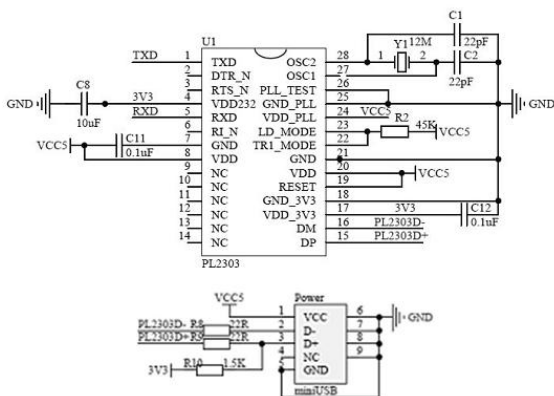 C1
U1
22pF
Y1 12M
TXD 1 TXD OSC2 28 1 2 C2
2 DTR_N OSC1 27
3 RTS_N PLL_TEST 26 22pF
C8
GND 3V3 4 VDD232 GND_PLL 25 GND
10uF RXD 5 RXD VDD_PLL 24 VCC5
6 RI_N LD_MODE 23 R2 45K VCC5
C11 7 GND TR1_MODE 22
VCC5 0.1uF 8 VDD GND 21
9 NC VDD 20 VCC5
10 NC RESET 19
11 NC GND_3V3 18
12 NC VDD_3V3 17 3V3 C12
13 NC DM 16 PL2303D- 0.1uF
14 NC DP 15 PL2303D+
PL2303
Power
VCC5 1 VCC 6 GND
PL2303D- R8 22R 2 D- 7
PL2303D+ R9 22R 3 D+ 8
4 NC 9
R10 1.5K 5 GND
3V3
miniUSB